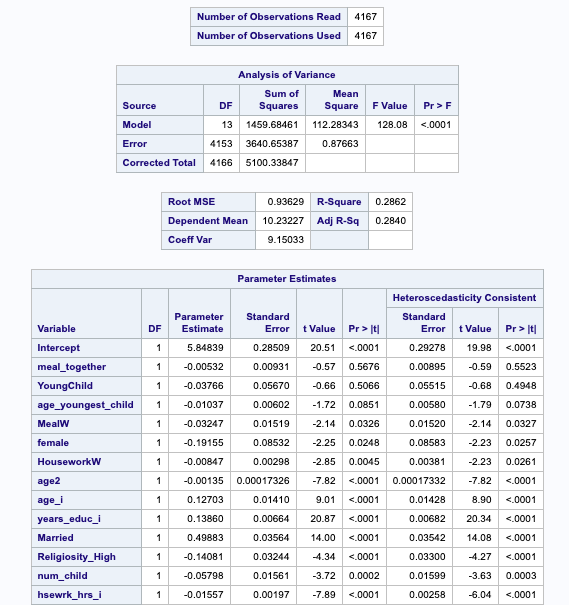 Number of Observations Read 4167
Number of Observations Used 4167
Analysis of Variance
Source DF Sum of Squares Mean Square F Value Pr > F
Model 13 1459.68461 112.28343 128.08 <.0001
Error 4153 3640.65387 0.87663
Corrected Total 4166 5100.33847
Root MSE 0.93629 R-Square 0.2862
Dependent Mean 10.23227 Adj R-Sq 0.2840
Coeff Var 9.15033
Parameter Estimates
Heteroscedasticity Consistent
Variable DF Parameter Estimate Standard Error t Value Pr > |t| Standard Error t Value Pr > |t|
Intercept 1 5.84839 0.28509 20.51 <.0001 0.29278 19.98 <.0001
meal_together 1 -0.00532 0.00931 -0.57 0.5676 0.00895 -0.59 0.5523
YoungChild 1 -0.03766 0.05670 -0.66 0.5066 0.05515 -0.68 0.4948
age_youngest_child 1 -0.01037 0.00602 -1.72 0.0851 0.00580 -1.79 0.0738
MealW 1 -0.03247 0.01519 -2.14 0.0326 0.01520 -2.14 0.0327
female 1 -0.19155 0.08532 -2.25 0.0248 0.08583 -2.23 0.0257
HouseworkW 1 -0.00847 0.00298 -2.85 0.0045 0.00381 -2.23 0.0261
age2 1 -0.00135 0.00017326 -7.82 <.0001 0.00017332 -7.82 <.0001
age_i 1 0.12703 0.01410 9.01 <.0001 0.01428 8.90 <.0001
years_educ_i 1 0.13860 0.00664 20.87 <.0001 0.00682 20.34 <.0001
Married 1 0.49883 0.03564 14.00 <.0001 0.03542 14.08 <.0001
Religiosity_High 1 -0.14081 0.03244 -4.34 <.0001 0.03300 -4.27 <.0001
num_child 1 -0.05798 0.01561 -3.72 0.0002 0.01599 -3.63 0.0003
hsewrk_hrs_i 1 -0.01557 0.00197 -7.89 <.0001 0.00258 -6.04 <.0001